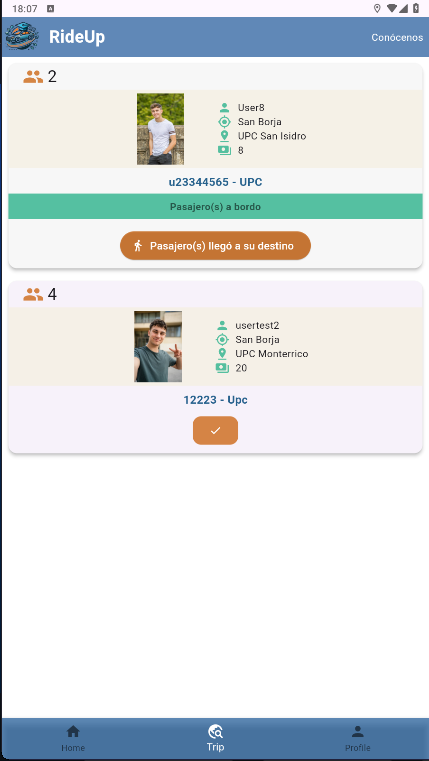 18:07
RideUp
Conócenos
2
User8
San Borja
UPC San Isidro
8
u23344565 - UPC
Pasajero(s) a bordo
Pasajero(s) llegó a su destino
4
usertest2
San Borja
UPC Monterrico
20
12223 - Upc
Home
Trip
Profile